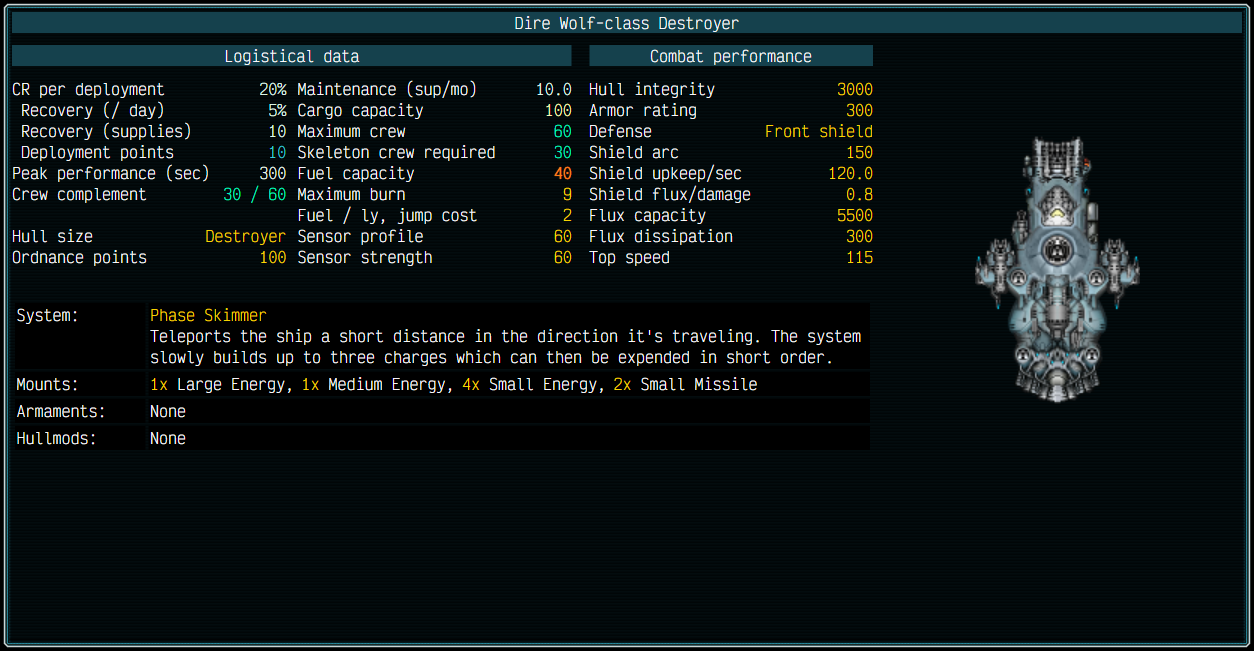 Dire Wolf-class Destroyer
Logistical data
Combat performance
CR per deployment 20% Maintenance (sup/mo) 10.0 Hull integrity 3000
Recovery (/ day) 5% Cargo capacity 100 Armor rating 300
Recovery (supplies) 10 Maximum crew 60 Defense Front shield
Deployment points 10 Skeleton crew required 30 Shield arc 150
Peak performance (sec) 300 Fuel capacity 40 Shield upkeep/sec 120.0
Crew complement 30 / 60 Maximum burn 9 Shield flux/damage 0.8
Fuel / ly, jump cost 2 Flux capacity 5500
Hull size Destroyer Sensor profile 60 Flux dissipation 300
Ordnance points 100 Sensor strength 60 Top speed 115
System: Phase Skimmer
Teleports the ship a short distance in the direction it's traveling. The system
slowly builds up to three charges which can then be expended in short order.
Mounts: 1x Large Energy, 1x Medium Energy, 4x Small Energy, 2x Small Missile
Armaments: None
Hullmods: None